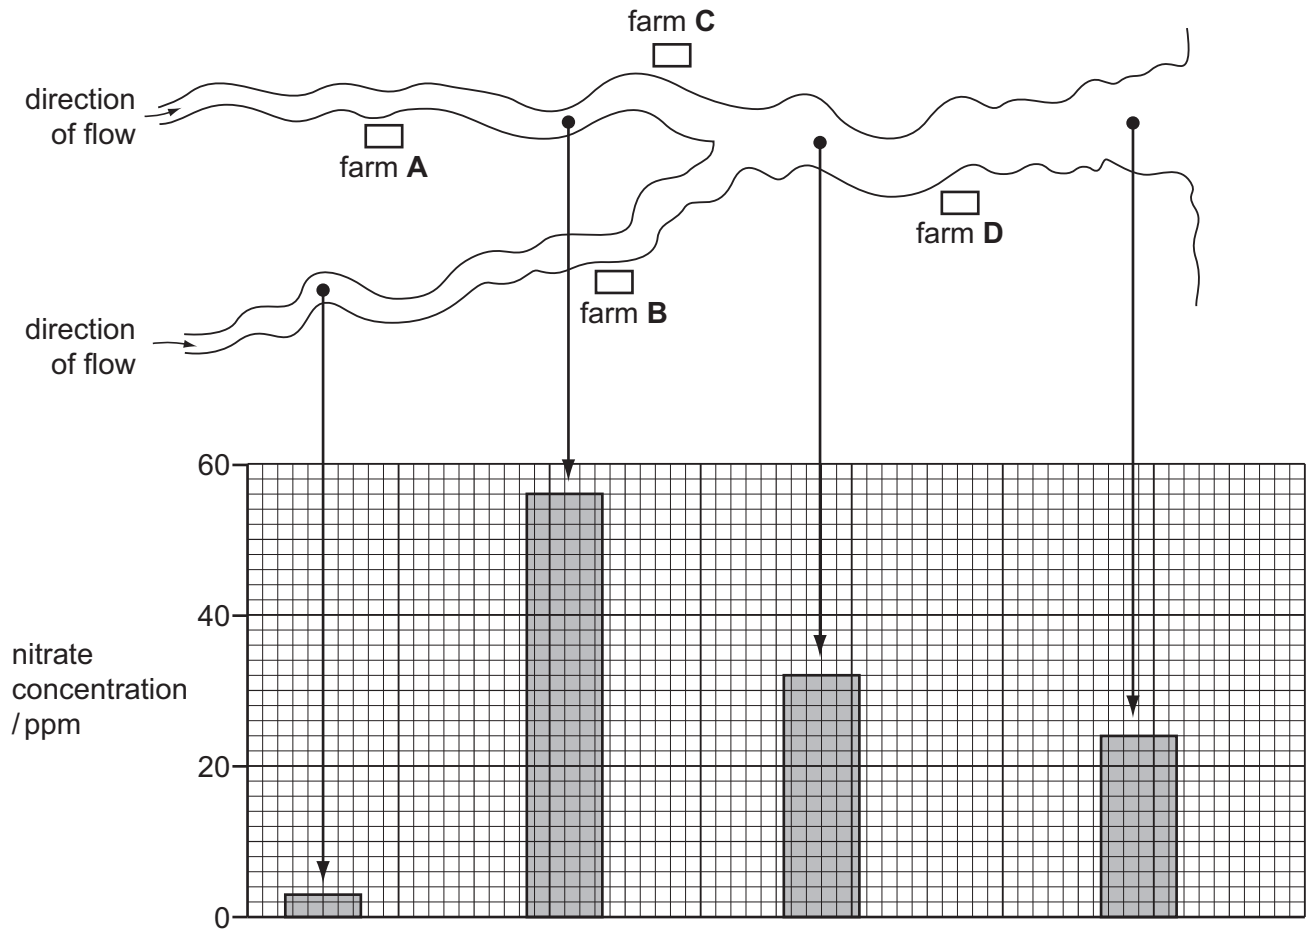 farm C
direction
of flow
farm A
farm D
farm B
direction
of flow
60
40
nitrate
concentration
/ ppm
20
0